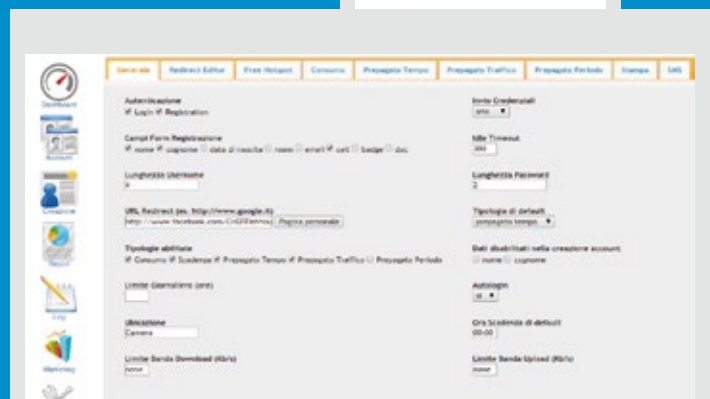 Generale Redirect Editor Free Hotspot Consumo Prepagato Tempo Prepagato Traffico Prepagato Periodo Stampa SMS
Dashboard
Account
Creazione
Report
Log
Marketing
Autenticazione
Login Registration
Campi Form Registrazione
nome cognome data di nascita room email cell badge doc
Lunghezza Username
URL Redirect (es. http://www.google.it)
Pagina personale
Tipologie abilitate
Consumo Scadenza Prepagato Tempo Prepagato Traffico Prepagato Periodo
Limite Giornaliero (ore)
Ubicazione
Camera
Limite Banda Download (Kb/s)
none
Invio Credenziali
sms
Idle Timeout
300
Lunghezza Password
Tipologia di default
prepagato tempo
Dati disabilitati nella creazione account
nome cognome
Autologin
si
Ora Scadenza di default
00:00
Limite Banda Upload (Kb/s)
none